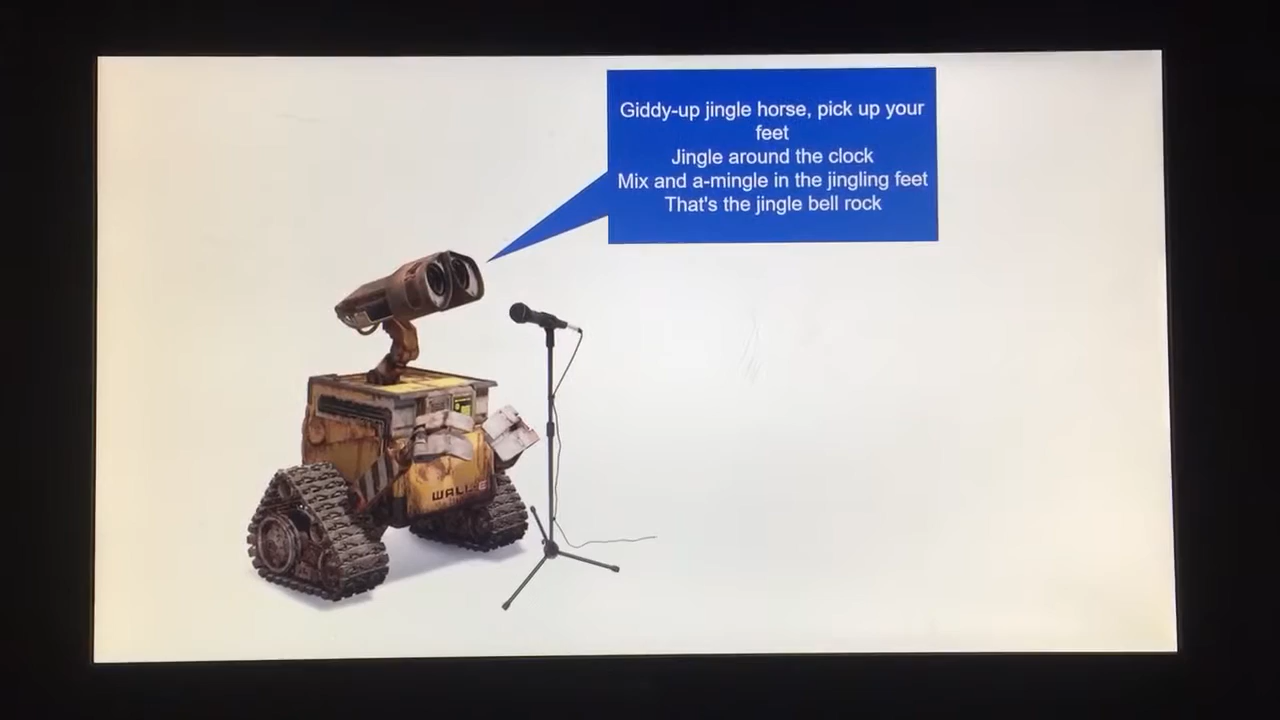 Giddy-up jingle horse, pick up your
feet
Jingle around the clock
Mix and a-mingle in the jingling feet
That's the jingle bell rock
WALL·E